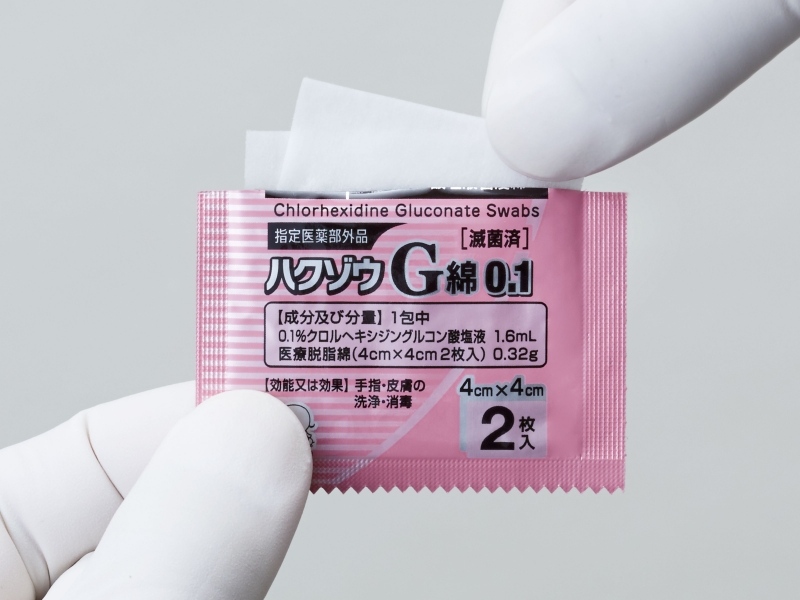 Chlorhexidine Gluconate Swabs
指定医薬部外品
[滅菌済]
ハクゾウG綿0.1
【成分及び分量】1包中
0.1%クロルヘキシジングルコン酸塩液 1.6mL
医療脱脂綿(4cm×4cm2枚入) 0.32g
【効能又は効果】手指・皮膚の
洗浄・消毒
4cm×4cm
2枚入